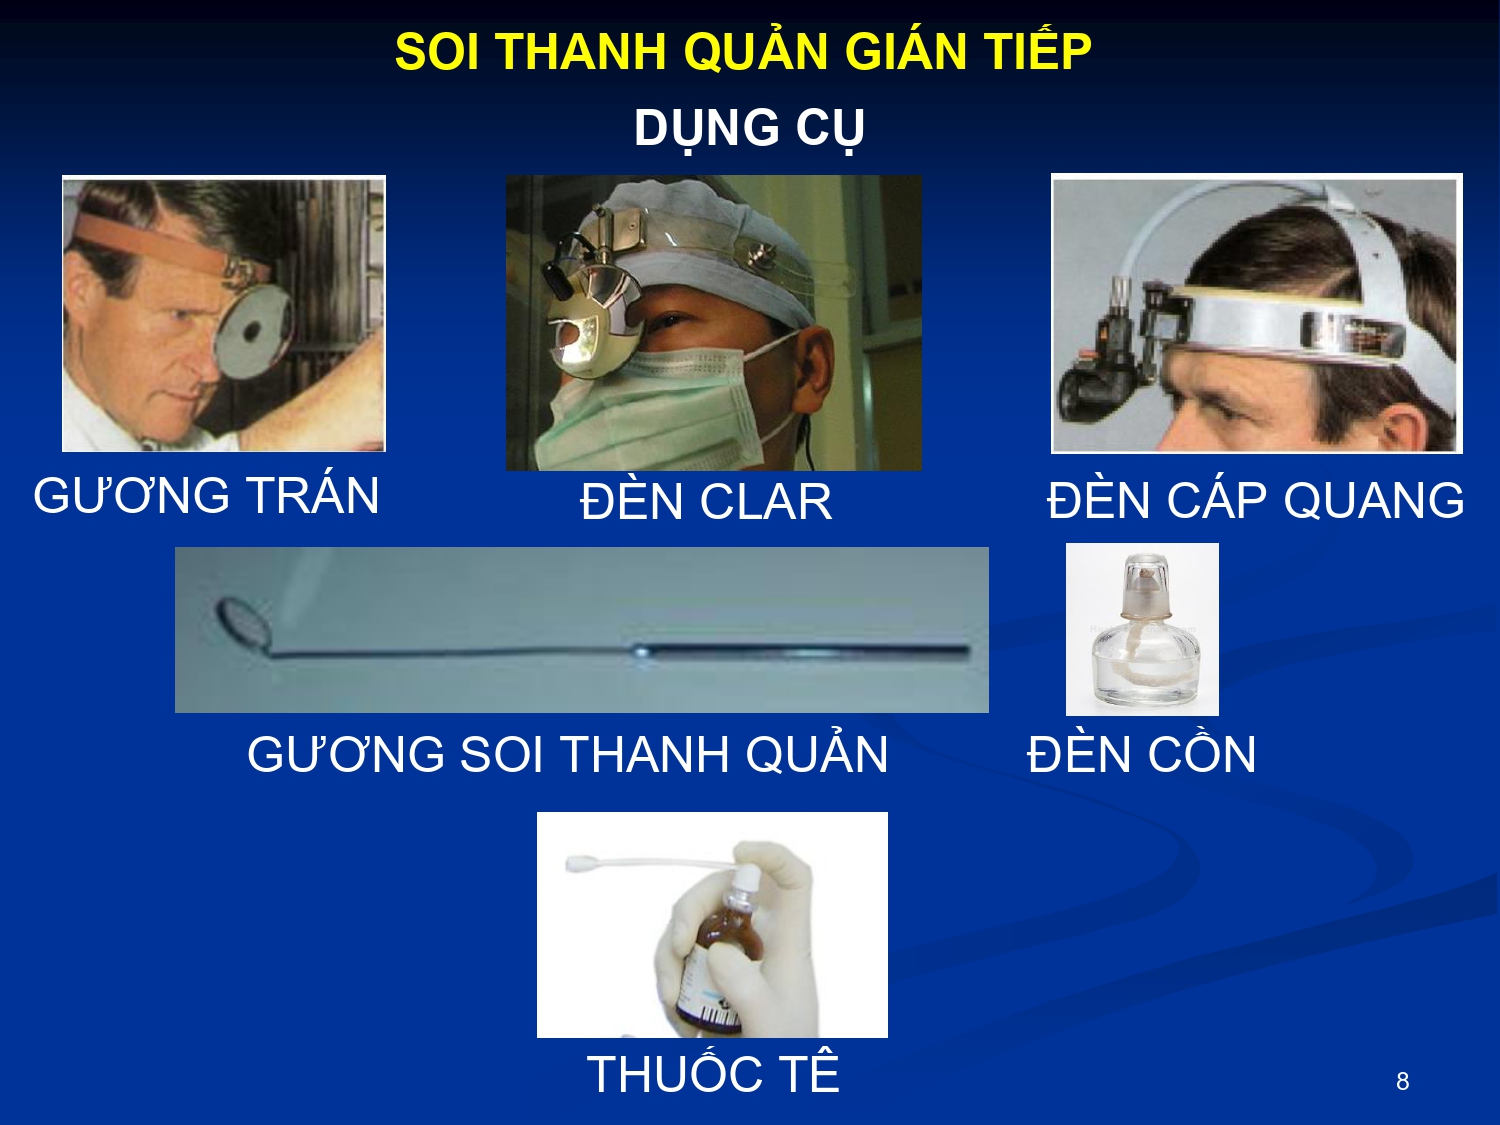 SOI THANH QUẢN GIÁN TIẾP
DỤNG CỤ
GƯƠNG TRÁN
ĐÈN CLAR
ĐÈN CÁP QUANG
GƯƠNG SOI THANH QUẢN
ĐÈN CỒN
THUỐC TÊ
8